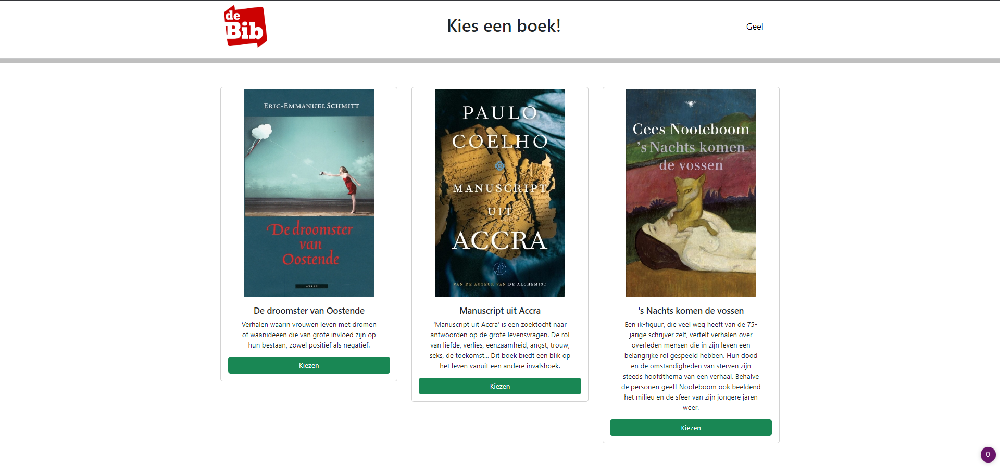 de
Bib
Kies een boek!
Geel
ERIC-EMMANUEL SCHMITT
De droomster
van
Oostende
ATLAS
De droomster van Oostende
Verhalen waarin vrouwen leven met dromen
of waanideeën die van grote invloed zijn op
hun bestaan, zowel positief als negatief.
Kiezen
PAULO
COELHO
MANUSCRIPT
UIT
ACCRA
AP
VAN DE AUTEUR VAN DE ALCHEMIST
Manuscript uit Accra
‘Manuscript uit Accra’ is een zoektocht naar
antwoorden op de grote levensvragen. De rol
van liefde, verlies, eenzaamheid, angst, trouw,
seks, de toekomst... Dit boek biedt een blik op
het leven vanuit een andere invalshoek.
Kiezen
Cees Nooteboom
’s Nachts komen
de vossen
's Nachts komen de vossen
Een ik-figuur, die veel weg heeft van de 75-
jarige schrijver zelf, vertelt verhalen over
overleden mensen die in zijn leven een
belangrijke rol gespeeld hebben. Hun dood
en de omstandigheden van sterven zijn
steeds hoofdthema van een verhaal. Behalve
de personen geeft Nooteboom ook beeldend
het milieu en de sfeer van zijn jongere jaren
weer.
Kiezen
0